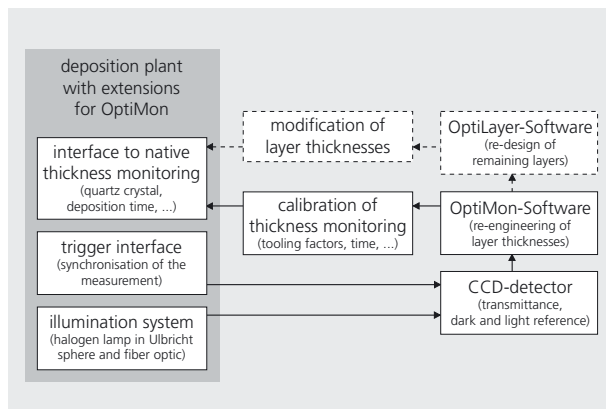 deposition plant
with extensions
for OptiMon
interface to native
thickness monitoring
(quartz crystal,
deposition time, ...)
trigger interface
(synchronisation of the
measurement)
illumination system
(halogen lamp in Ulbricht
sphere and fiber optic)
modification of
layer thicknesses
calibration of
thickness monitoring
(tooling factors, time, ...)
OptiLayer-Software
(re-design of
remaining layers)
OptiMon-Software
(re-engineering of
layer thicknesses)
CCD-detector
(transmittance,
dark and light reference)